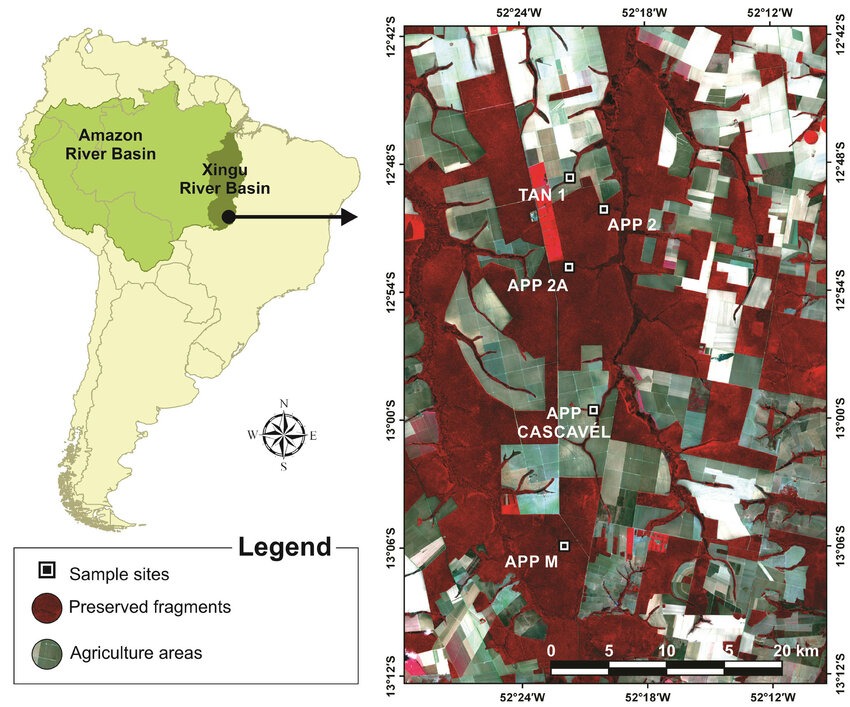 Amazon
River Basin
Xingu
River Basin
N
W
E
S
Legend
Sample sites
Preserved fragments
Agriculture areas
52°24'W
52°18'W
52°12'W
12°42'S
12°42'S
12°48'S
12°48'S
TAN 1
APP 2
APP 2A
12°54'S
12°54'S
APP
CASCAVEL
13°00'S
13°00'S
13°06'S
13°06'S
APP M
0
5
10
15
20 km
13°12'S
13°12'S
52°24'W
52°18'W
52°12'W